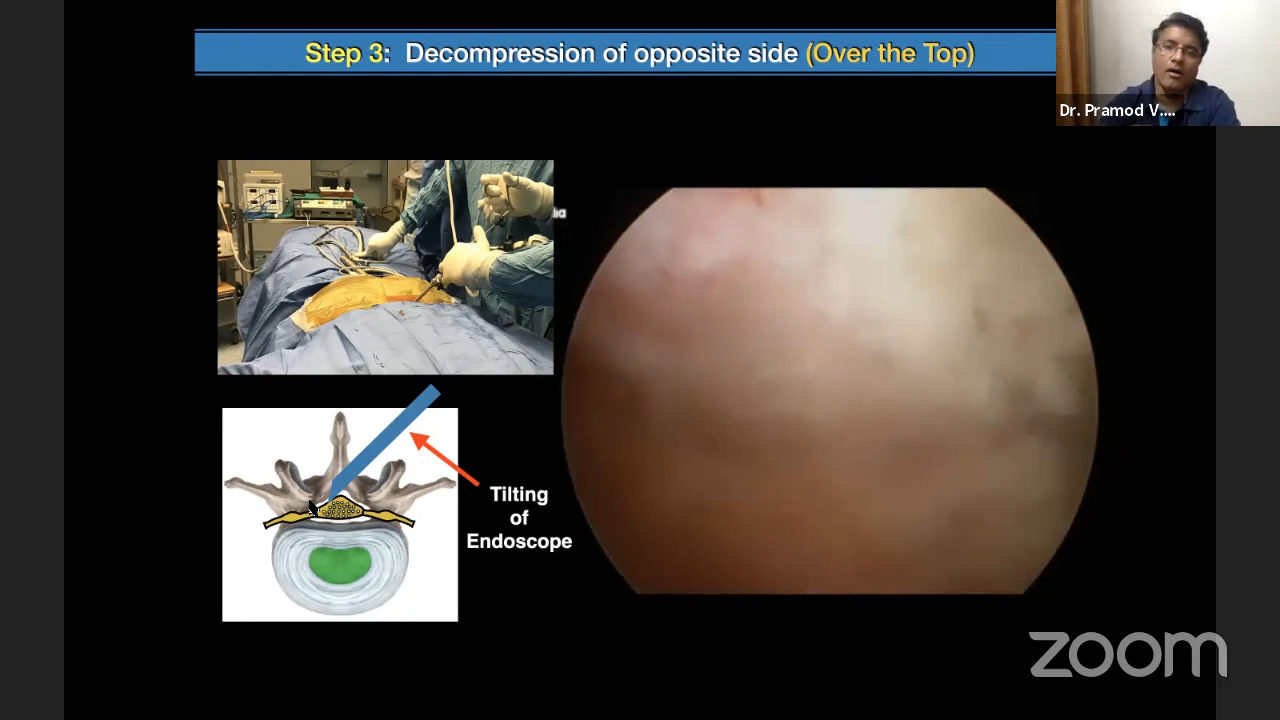 Step 3: Decompression of opposite side (Over the Top)
Dr. Pramod V....
Tilting
of
Endoscope
zoom